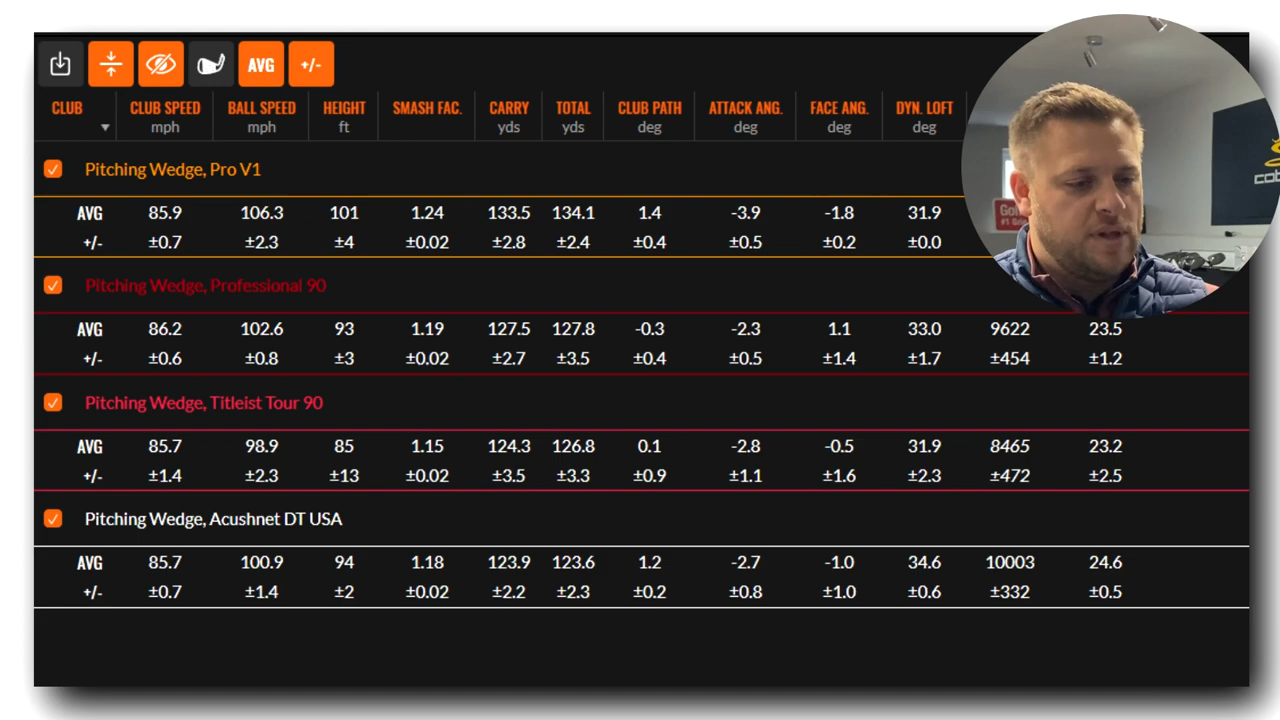 AVG +/-
CLUB CLUB SPEED BALL SPEED HEIGHT SMASH FAC. CARRY TOTAL CLUB PATH ATTACK ANG. FACE ANG. DYN. LOFT
mph mph ft yds yds deg deg deg deg
Pitching Wedge, Pro V1
AVG 85.9 106.3 101 1.24 133.5 134.1 1.4 -3.9 -1.8 31.9
+/- ±0.7 ±2.3 ±4 ±0.02 ±2.8 ±2.4 ±0.4 ±0.5 ±0.2 ±0.0
Pitching Wedge, Professional 90
AVG 86.2 102.6 93 1.19 127.5 127.8 -0.3 -2.3 1.1 33.0 9622 23.5
+/- ±0.6 ±0.8 ±3 ±0.02 ±2.7 ±3.5 ±0.4 ±0.5 ±1.4 ±1.7 ±454 ±1.2
Pitching Wedge, Titleist Tour 90
AVG 85.7 98.9 85 1.15 124.3 126.8 0.1 -2.8 -0.5 31.9 8465 23.2
+/- ±1.4 ±2.3 ±13 ±0.02 ±3.5 ±3.3 ±0.9 ±1.1 ±1.6 ±2.3 ±472 ±2.5
Pitching Wedge, Acushnet DT USA
AVG 85.7 100.9 94 1.18 123.9 123.6 1.2 -2.7 -1.0 34.6 10003 24.6
+/- ±0.7 ±1.4 ±2 ±0.02 ±2.2 ±2.3 ±0.2 ±0.8 ±1.0 ±0.6 ±332 ±0.5